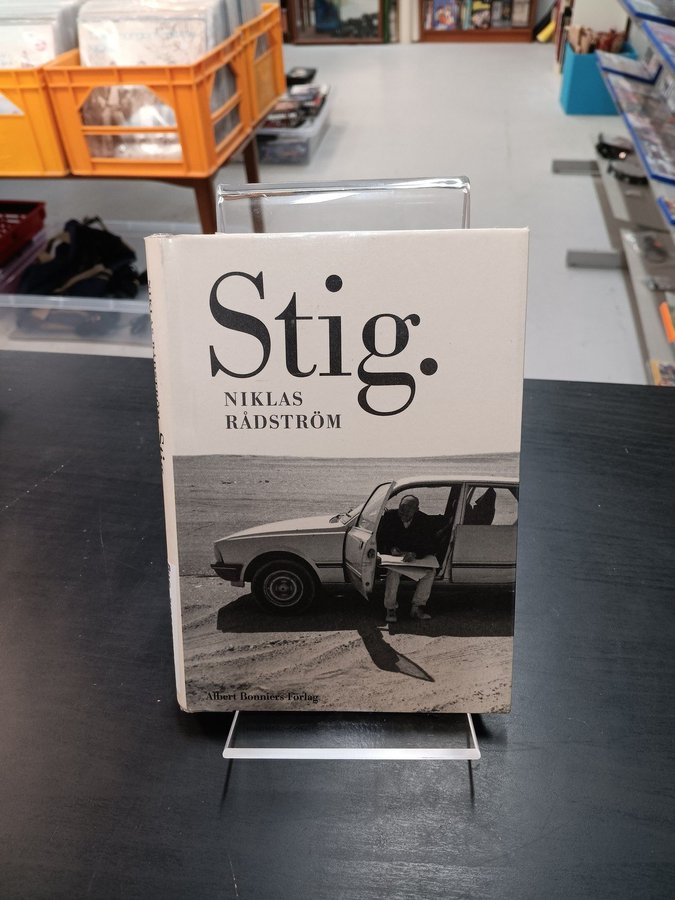 Stig.
NIKLAS
RÅDSTRÖM
Albert Bonniers Förlag